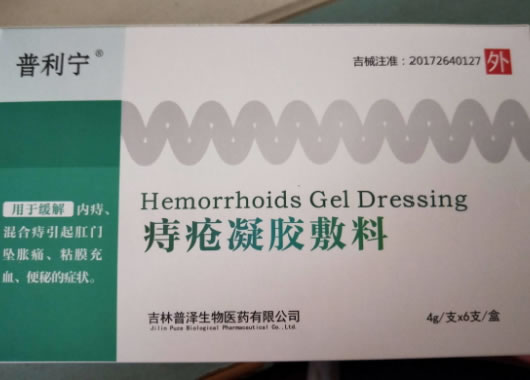 普利宁®
吉械注准：20172640127 外
Hemorrhoids Gel Dressing
痔疮凝胶敷料
用于缓解 内痔、
混合痔引起肛门
坠胀痛、粘膜充
血、便秘的症状。
吉林普泽生物医药有限公司
Jilin Puze Biological Pharmaceutical Co.,Ltd.
4g/支x6支/盒